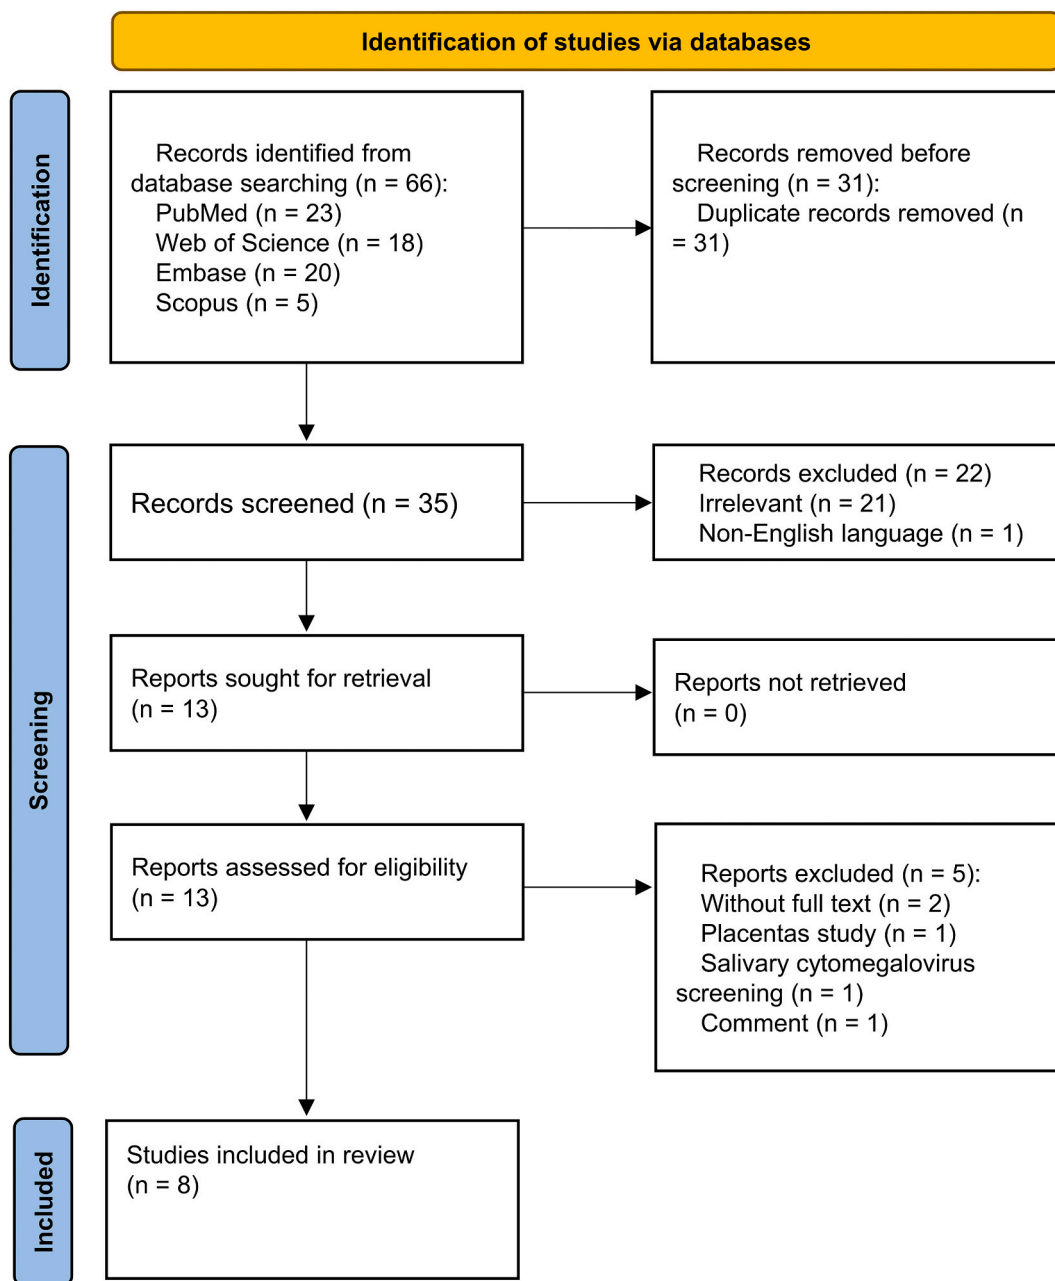 Identification of studies via databases
Identification
Records identified from
database searching (n = 66):
PubMed (n = 23)
Web of Science (n = 18)
Embase (n = 20)
Scopus (n = 5)
Records removed before
screening (n = 31):
Duplicate records removed (n
= 31)
Screening
Records screened (n = 35)
Records excluded (n = 22)
Irrelevant (n = 21)
Non-English language (n = 1)
Reports sought for retrieval
(n = 13)
Reports not retrieved
(n = 0)
Reports assessed for eligibility
(n = 13)
Reports excluded (n = 5):
Without full text (n = 2)
Placentas study (n = 1)
Salivary cytomegalovirus
screening (n = 1)
Comment (n = 1)
Included
Studies included in review
(n = 8)